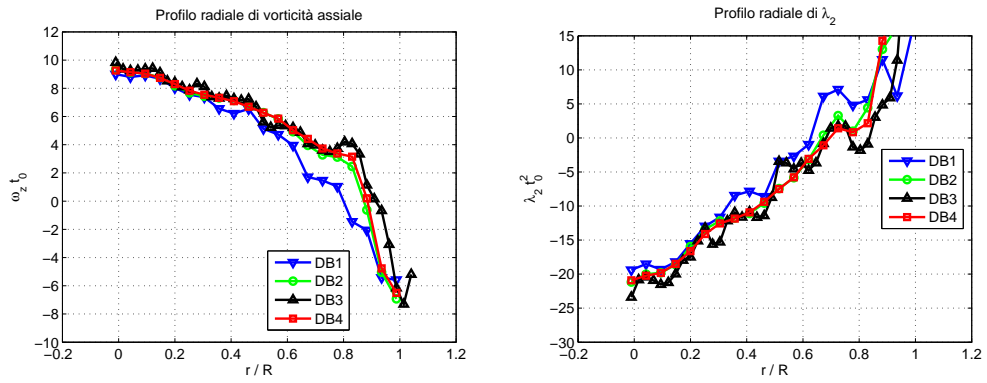 Profilo radiale di vorticità assiale
12
10
8
6
4
2
0
−2
−4
−6
−8
−10
ω_z t_0
−0.2 0 0.2 0.4 0.6 0.8 1 1.2
r / R
DB1
DB2
DB3
DB4
Profilo radiale di λ_2
15
10
5
0
−5
−10
−15
−20
−25
−30
λ_2 t_0^2
−0.2 0 0.2 0.4 0.6 0.8 1 1.2
r / R
DB1
DB2
DB3
DB4